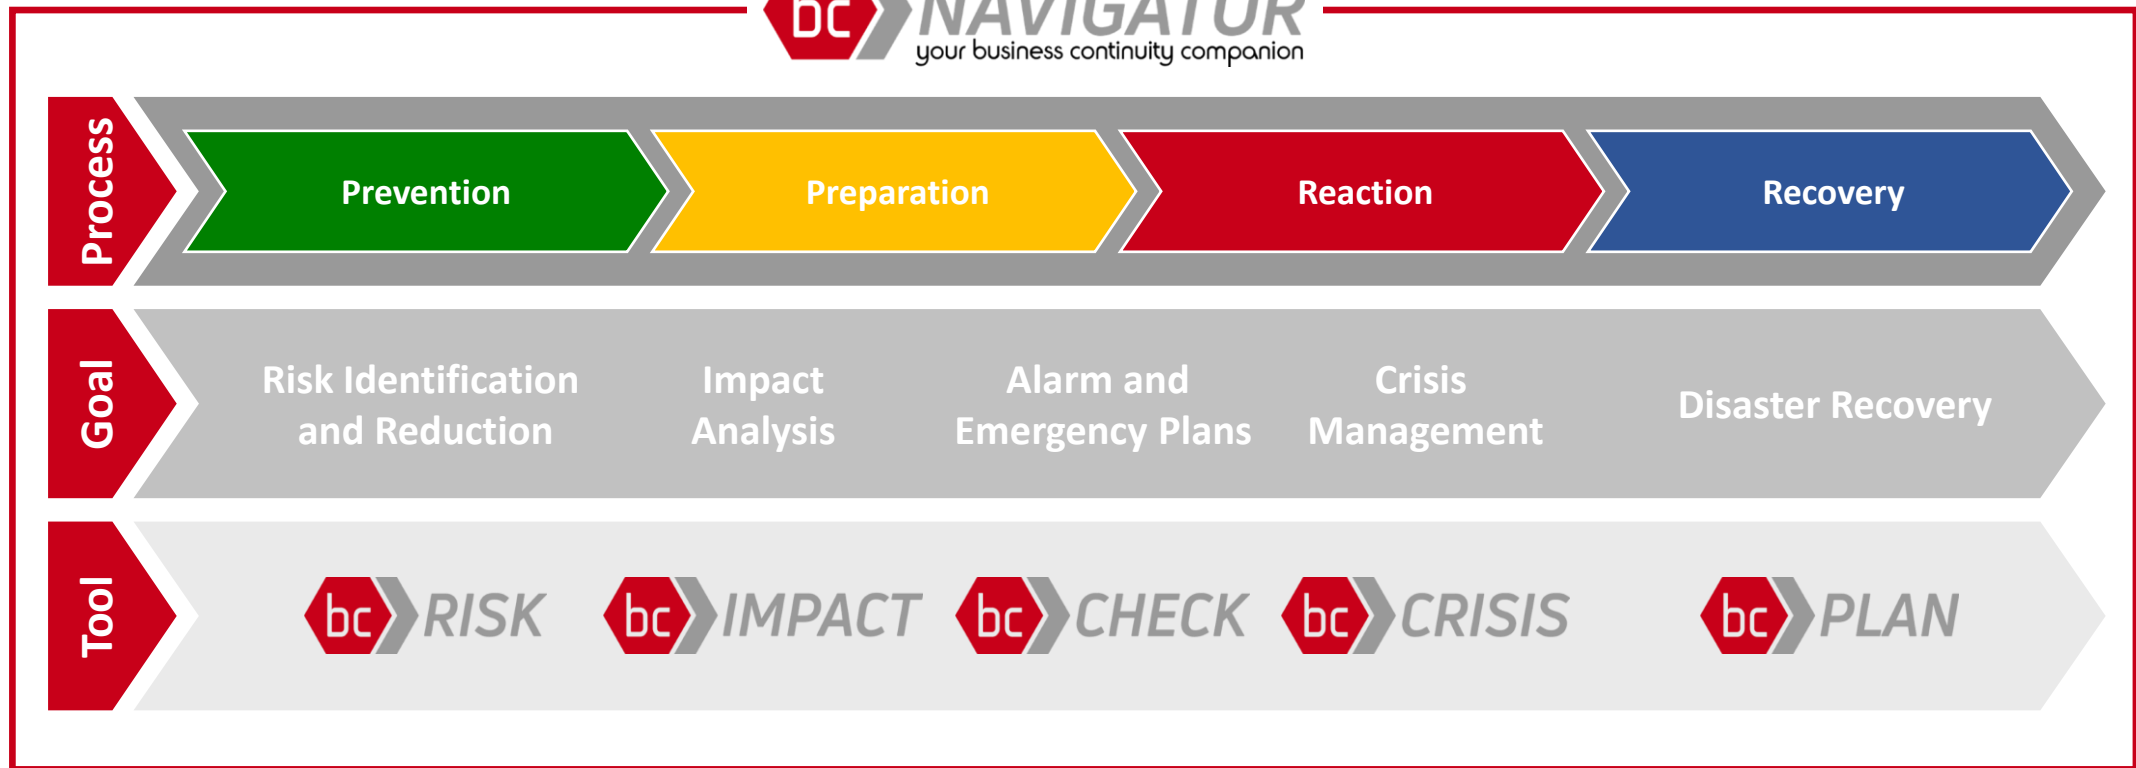 bc NAVIGATOR
your business continuity companion
Process
Prevention
Preparation
Reaction
Recovery
Goal
Risk Identification
and Reduction
Impact
Analysis
Alarm and
Emergency Plans
Crisis
Management
Disaster Recovery
Tool
bc RISK
bc IMPACT
bc CHECK
bc CRISIS
bc PLAN